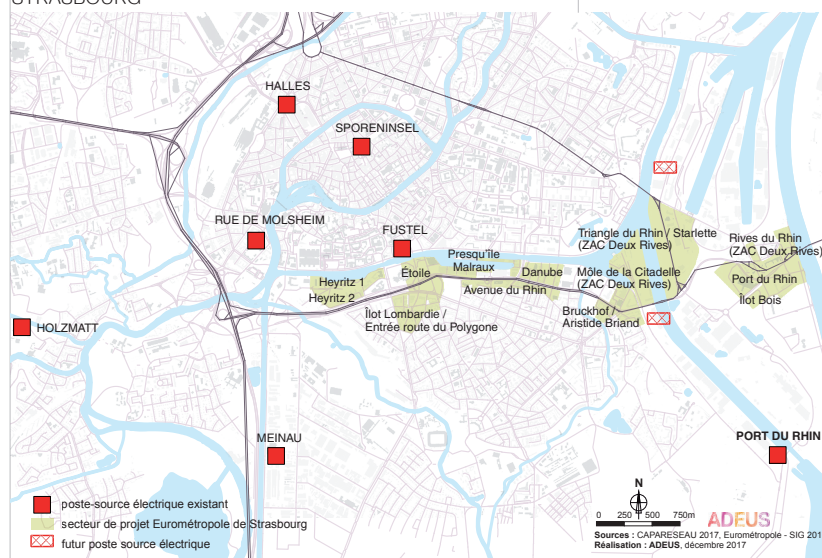 STRASBOURG
HALLES
SPORENINSEL
RUE DE MOLSHEIM
FUSTEL
Triangle du Rhin / Starlette
(ZAC Deux Rives)
Rives du Rhin
(ZAC Deux Rives)
Presqu'île
Malraux
Heyritz 1
Étoile
Danube
Môle de la Citadelle
(ZAC Deux Rives)
Port du Rhin
Heyritz 2
Avenue du Rhin
Îlot Bois
Îlot Lombardie /
Entrée route du Polygone
Bruckhof /
Aristide Briand
HOLZMATT
MEINAU
PORT DU RHIN
poste-source électrique existant
secteur de projet Eurométropole de Strasbourg
futur poste source électrique
N
0 250 500 750m
ADEUS
Sources : CAPARESEAU 2017, Eurométropole - SIG 201
Réalisation : ADEUS, décembre 2017